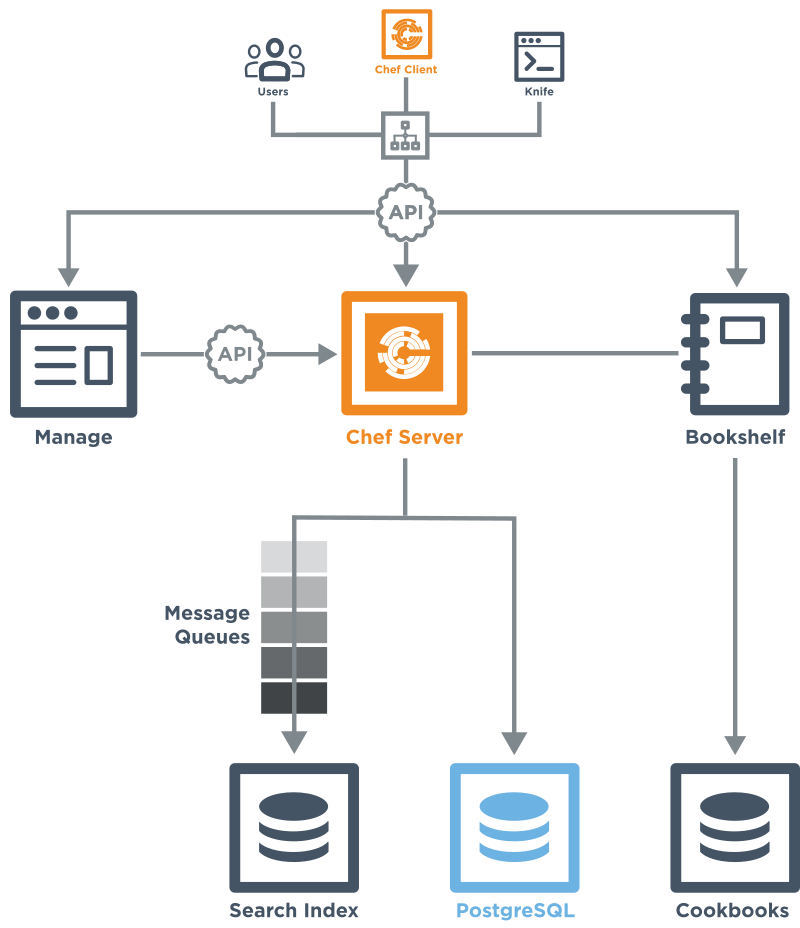 Chef Client
Users
Knife
API
API
Manage
Chef Server
Bookshelf
Message
Queues
Search Index
PostgreSQL
Cookbooks